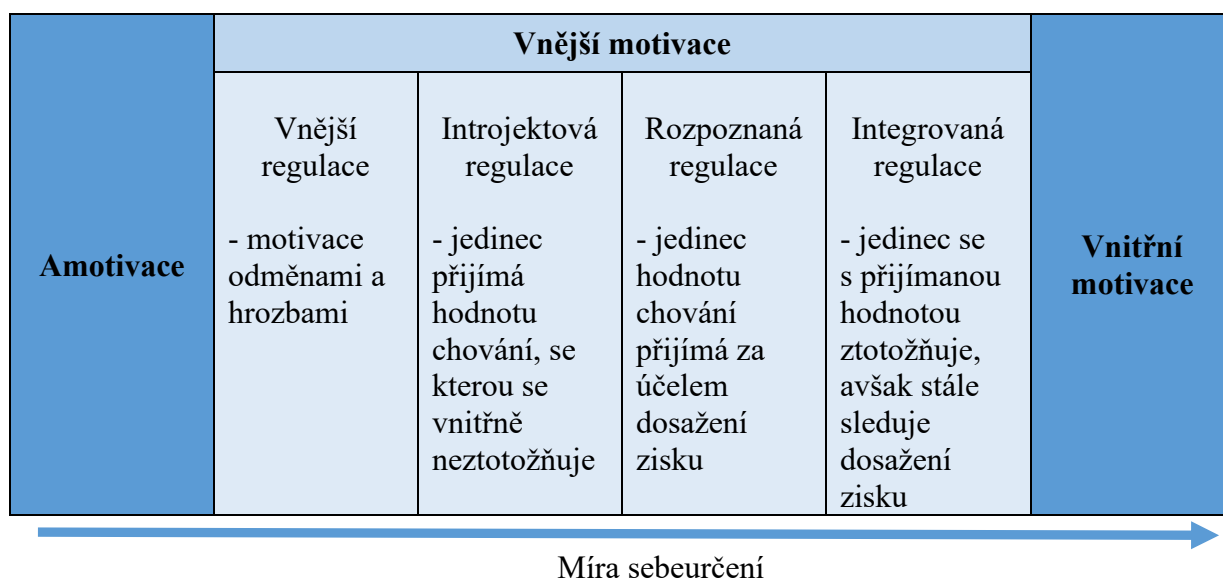 Vnější motivace
Amotivace
Vnější
regulace
- motivace
odměnami a
hrozbami
Introjektová
regulace
- jedinec
přijímá
hodnotu
chování, se
kterou se
vnitřně
neztotožňuje
Rozpoznaná
regulace
- jedinec
hodnotu
chování
přijímá za
účelem
dosažení
zisku
Integrovaná
regulace
- jedinec se
s přijímanou
hodnotou
ztotožňuje,
avšak stále
sleduje
dosažení
zisku
Vnitřní
motivace
Míra sebeurčení